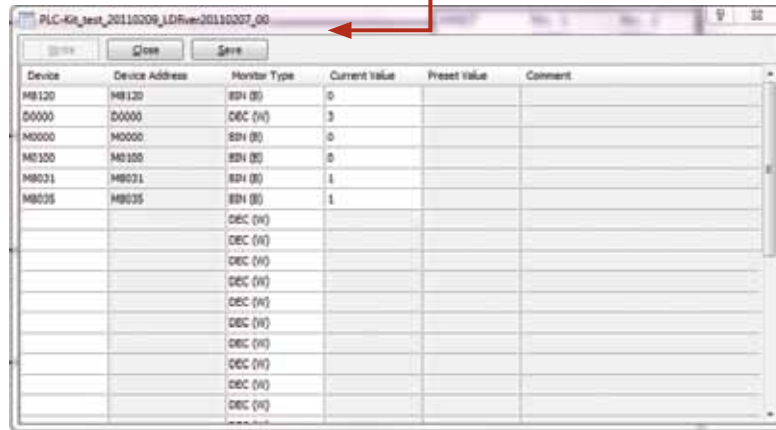 PLC-Kit_test_20110209_LDRiver20110207_00
Write Close Save
Device Device Address Monitor Type Current Value Preset Value Comment
M8120 M8120 BIN (B) 0
D0000 D0000 DEC (W) 3
M0000 M0000 BIN (B) 0
M0100 M0100 BIN (B) 0
M8031 M8031 BIN (B) 1
M8035 M8035 BIN (B) 1
DEC (W)
DEC (W)
DEC (W)
DEC (W)
DEC (W)
DEC (W)
DEC (W)
DEC (W)
DEC (W)
DEC (W)